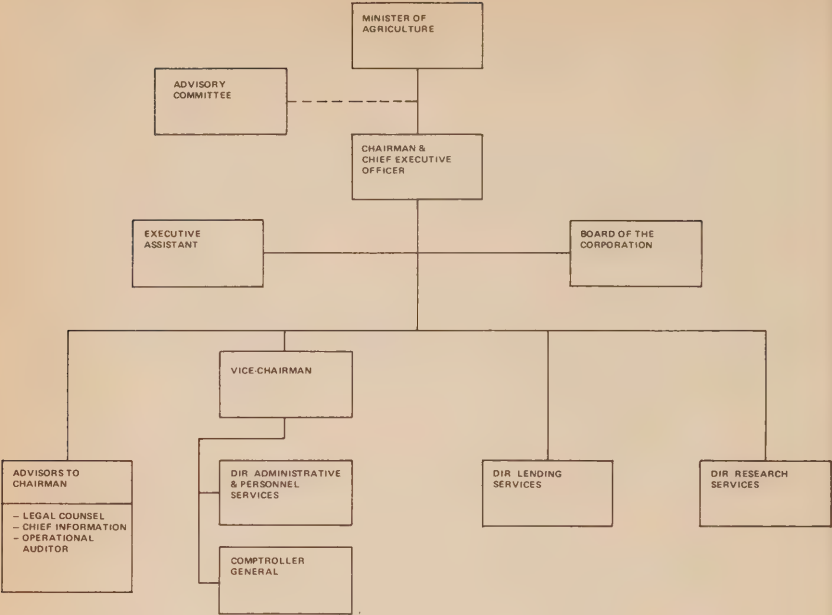 MINISTER OF
AGRICULTURE
ADVISORY
COMMITTEE
CHAIRMAN &
CHIEF EXECUTIVE
OFFICER
EXECUTIVE
ASSISTANT
BOARD OF THE
CORPORATION
VICE-CHAIRMAN
ADVISORS TO
CHAIRMAN
– LEGAL COUNSEL
– CHIEF INFORMATION
– OPERATIONAL
AUDITOR
DIR ADMINISTRATIVE
& PERSONNEL
SERVICES
COMPTROLLER
GENERAL
DIR LENDING
SERVICES
DIR RESEARCH
SERVICES